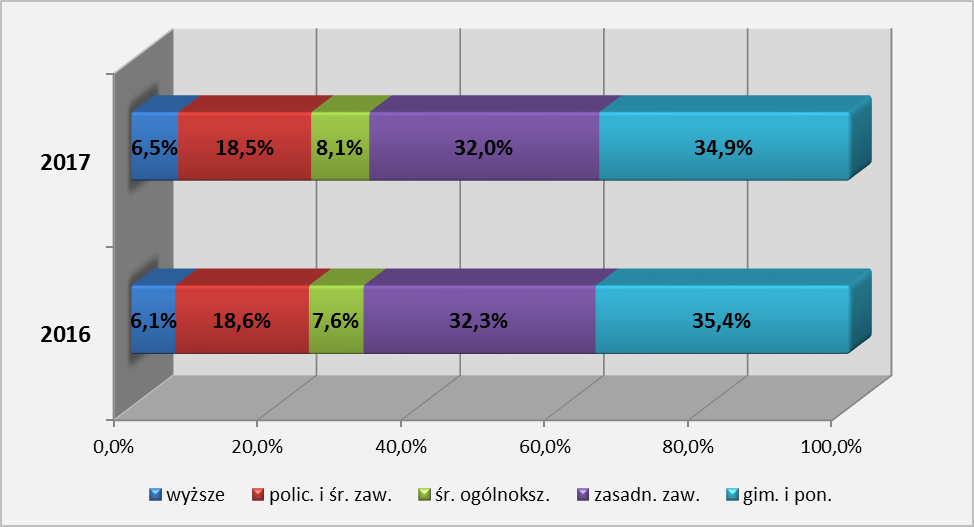 2017
6,5% 18,5% 8,1% 32,0% 34,9%
2016
6,1% 18,6% 7,6% 32,3% 35,4%
0,0% 20,0% 40,0% 60,0% 80,0% 100,0%
wyższe polic. i śr. zaw. śr. ogólnoksz. zasadn. zaw. gim. i pon.